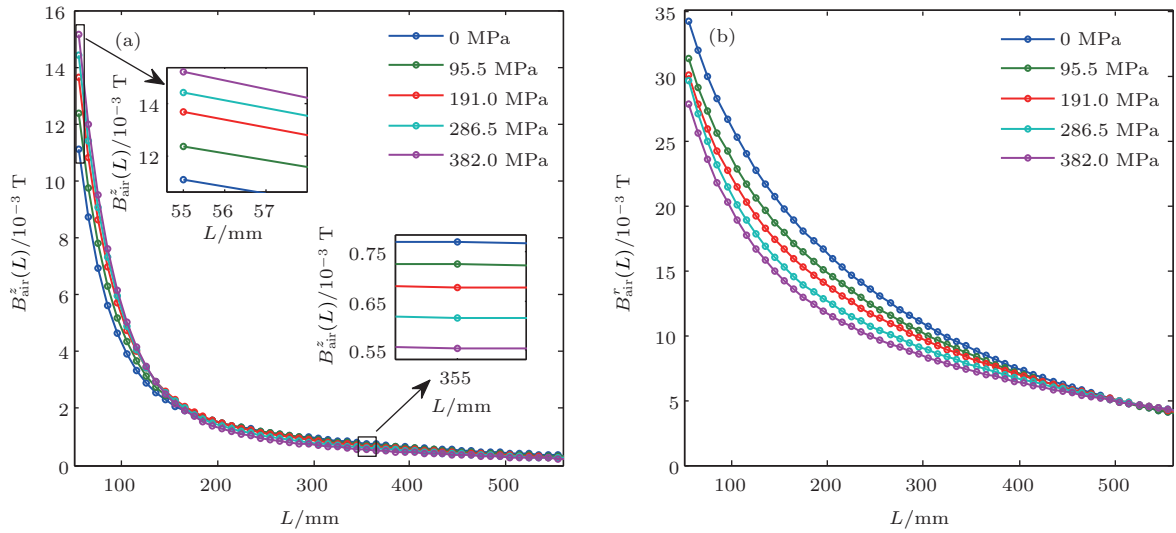 (a)
0 MPa
95.5 MPa
191.0 MPa
286.5 MPa
382.0 MPa
16
14
12
10
8
6
4
2
0
B^z_air(L)/10⁻³ T
100
200
300
400
500
L/mm
14
12
B^z_air(L)/10⁻³ T
55
56
57
L/mm
0.75
0.65
0.55
B^z_air(L)/10⁻³ T
355
L/mm
(b)
0 MPa
95.5 MPa
191.0 MPa
286.5 MPa
382.0 MPa
35
30
25
20
15
10
5
0
B^r_air(L)/10⁻³ T
100
200
300
400
500
L/mm